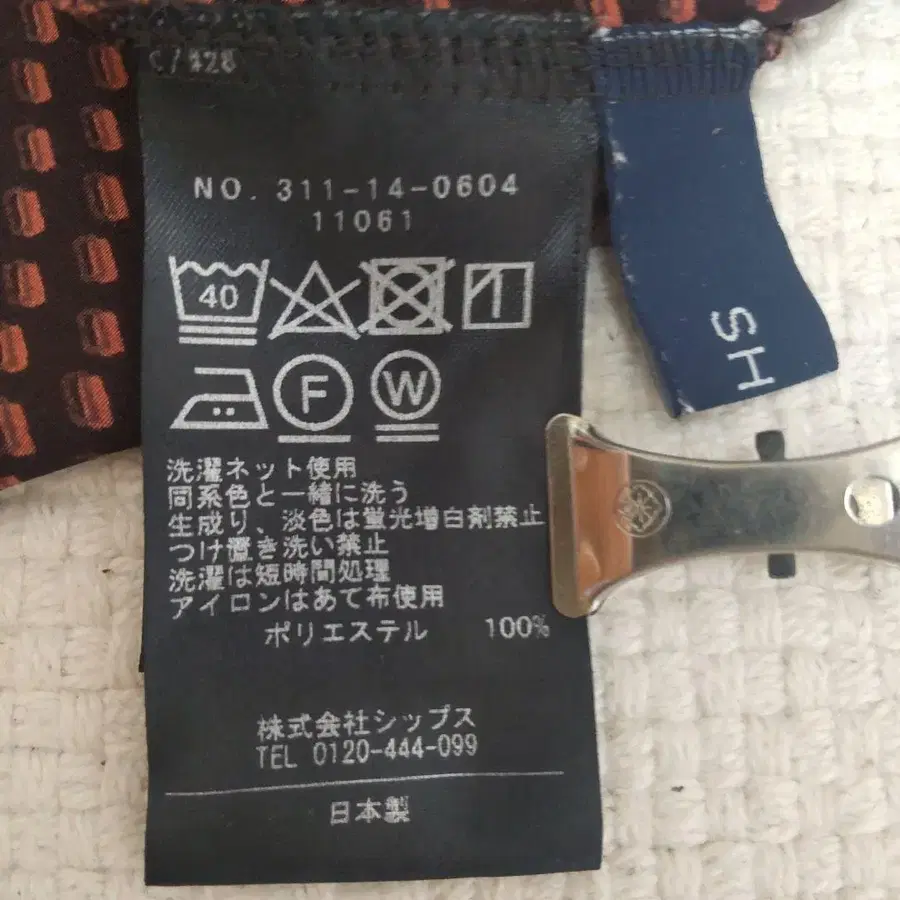 C/428
NO. 311-14-0604
11061
40
F W
洗濯ネット使用
同系色と一緒に洗う
生成り、淡色は蛍光増白剤禁止
つけ置き洗い禁止
洗濯は短時間処理
アイロンはあて布使用
ポリエステル 100%
株式会社シップス
TEL 0120-444-099
日本製
SH